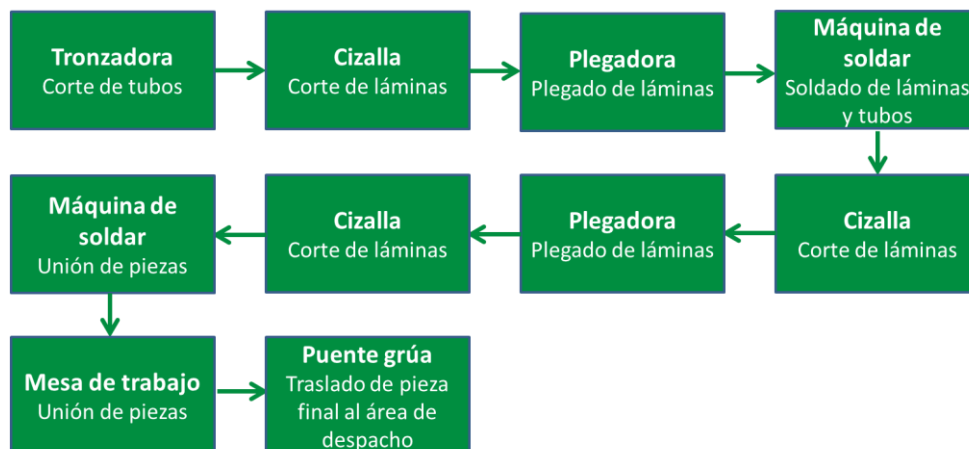 Tronzadora
Corte de tubos
Cizalla
Corte de láminas
Plegadora
Plegado de láminas
Máquina de
soldar
Soldado de láminas
y tubos
Máquina de
soldar
Unión de piezas
Cizalla
Corte de láminas
Plegadora
Plegado de láminas
Cizalla
Corte de láminas
Mesa de trabajo
Unión de piezas
Puente grúa
Traslado de pieza
final al área de
despacho